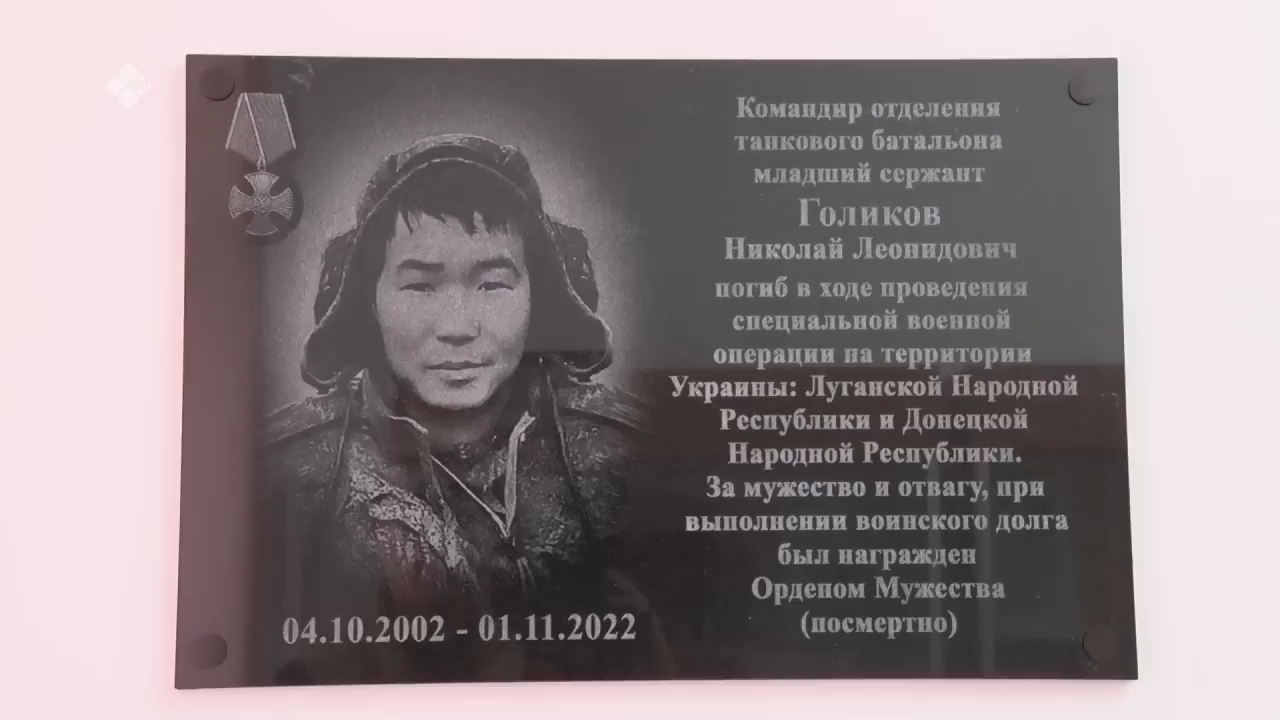 Командир отделения
танкового батальона
младший сержант
Голиков
Николай Леонидович
погиб в ходе проведения
специальной военной
операции на территории
Украины: Луганской Народной
Республики и Донецкой
Народной Республики.
За мужество и отвагу, при
выполнении воинского долга
был награжден
Орденом Мужества
(посмертно)
04.10.2002 - 01.11.2022